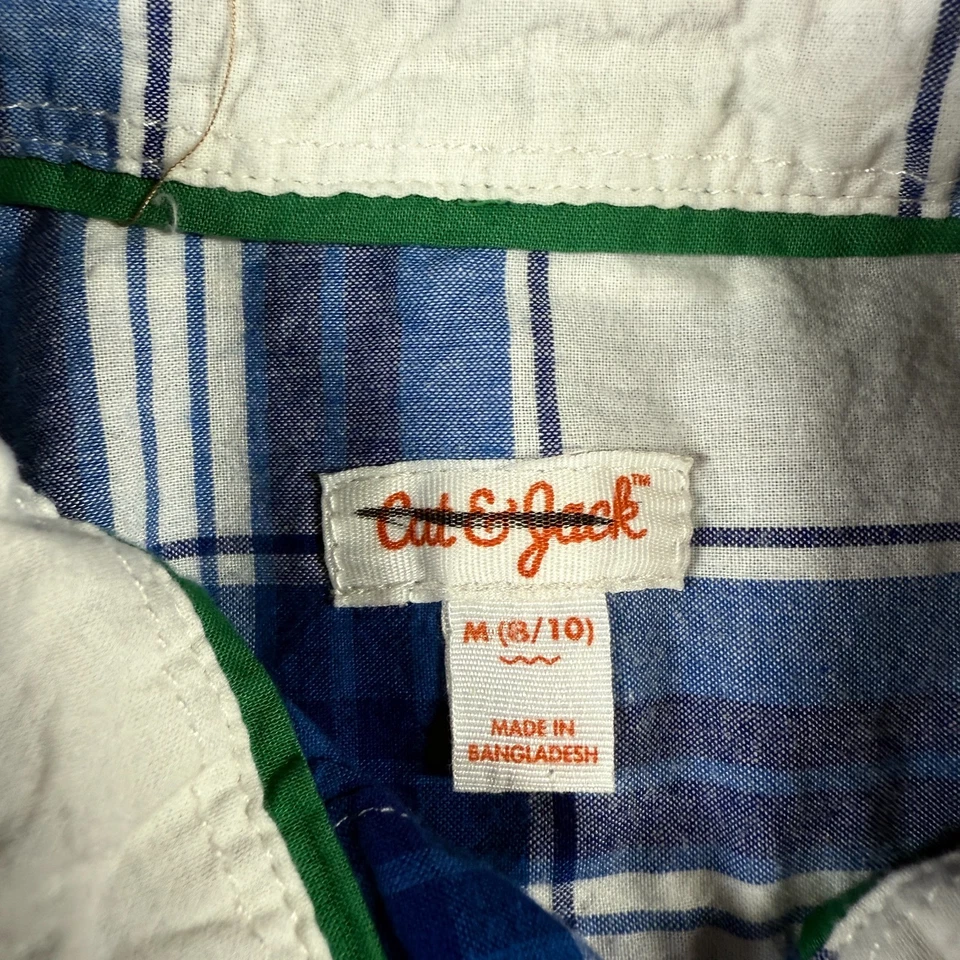 Cat & Jack™
M (8/10)
MADE IN
BANGLADESH